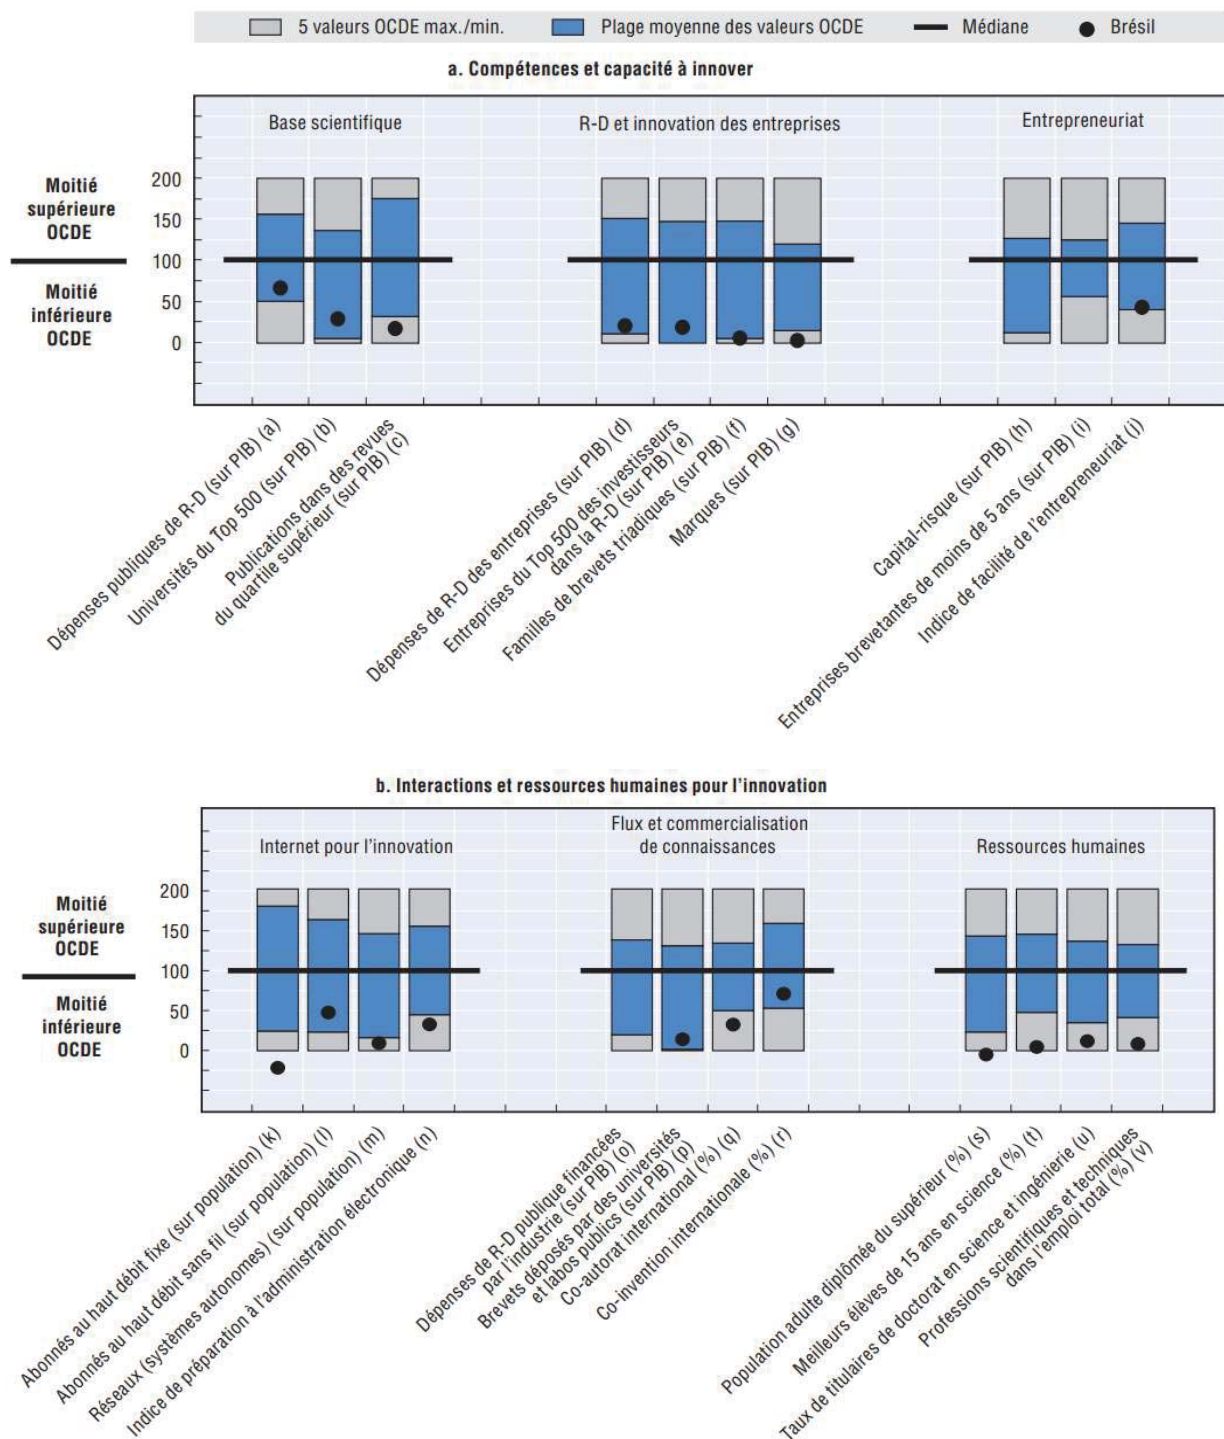 5 valeurs OCDE max./min. Plage moyenne des valeurs OCDE Médiane Brésil
a. Compétences et capacité à innover
Base scientifique R-D et innovation des entreprises Entrepreneuriat
Moitié
supérieure
OCDE
Moitié
inférieure
OCDE
200
150
100
50
0
Dépenses publiques de R-D (sur PIB) (a)
Universités du Top 500 (sur PIB) (b)
Publications dans des revues
du quartile supérieur (sur PIB) (c)
Dépenses de R-D des entreprises (sur PIB) (d)
Entreprises du Top 500 des investisseurs
dans la R-D (sur PIB) (e)
Familles de brevets triadiques (sur PIB) (f)
Marques (sur PIB) (g)
Capital-risque (sur PIB) (h)
Entreprises brevetantes de moins de 5 ans (sur PIB) (i)
Indice de facilité de l'entrepreneuriat (j)
b. Interactions et ressources humaines pour l'innovation
Internet pour l'innovation
Flux et commercialisation
de connaissances
Ressources humaines
Moitié
supérieure
OCDE
Moitié
inférieure
OCDE
200
150
100
50
0
Abonnés au haut débit fixe (sur population) (k)
Abonnés au haut débit sans fil (sur population) (l)
Réseaux (systèmes autonomes) (sur population) (m)
Indice de préparation à l'administration électronique (n)
Dépenses de R-D publique financées
par l'industrie (sur PIB) (o)
Brevets déposés par des universités
et labos publics (sur PIB) (p)
Co-autorat international (%) (q)
Co-invention internationale (%) (r)
Population adulte diplômée du supérieur (%) (s)
Meilleurs élèves de 15 ans en science (%) (t)
Taux de titulaires de doctorat en science et ingénierie (u)
Professions scientifiques et techniques
dans l'emploi total (%) (v)